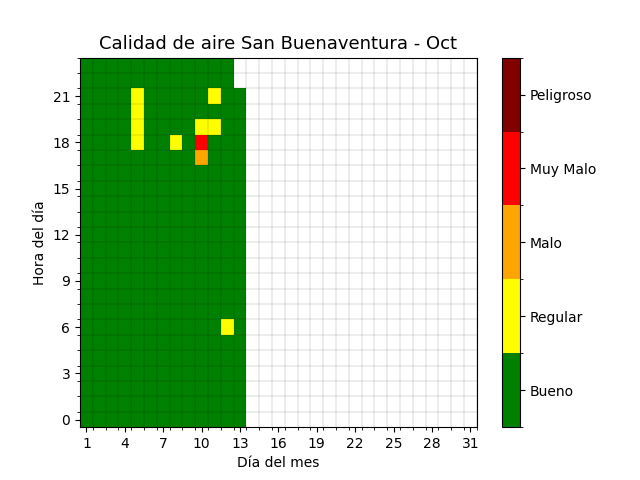 Calidad de aire San Buenaventura - Oct
Hora del día
21
18
15
12
9
6
3
0
1 4 7 10 13 16 19 22 25 28 31
Día del mes
Peligroso
Muy Malo
Malo
Regular
Bueno